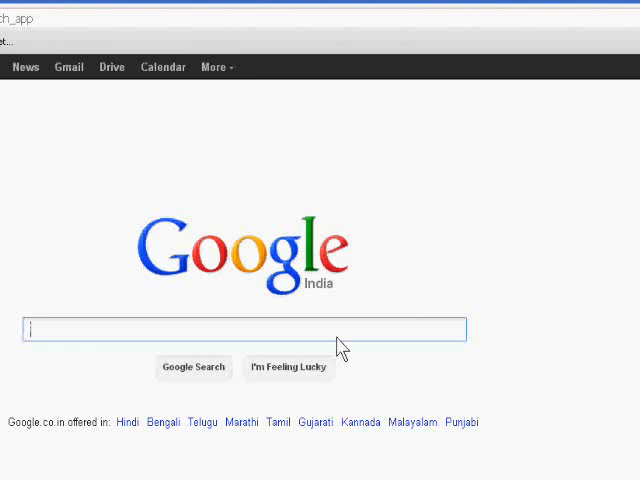 ch_app
et...
News Gmail Drive Calendar More
Google
India
Google Search I'm Feeling Lucky
Google.co.in offered in: Hindi Bengali Telugu Marathi Tamil Gujarati Kannada Malayalam Punjabi